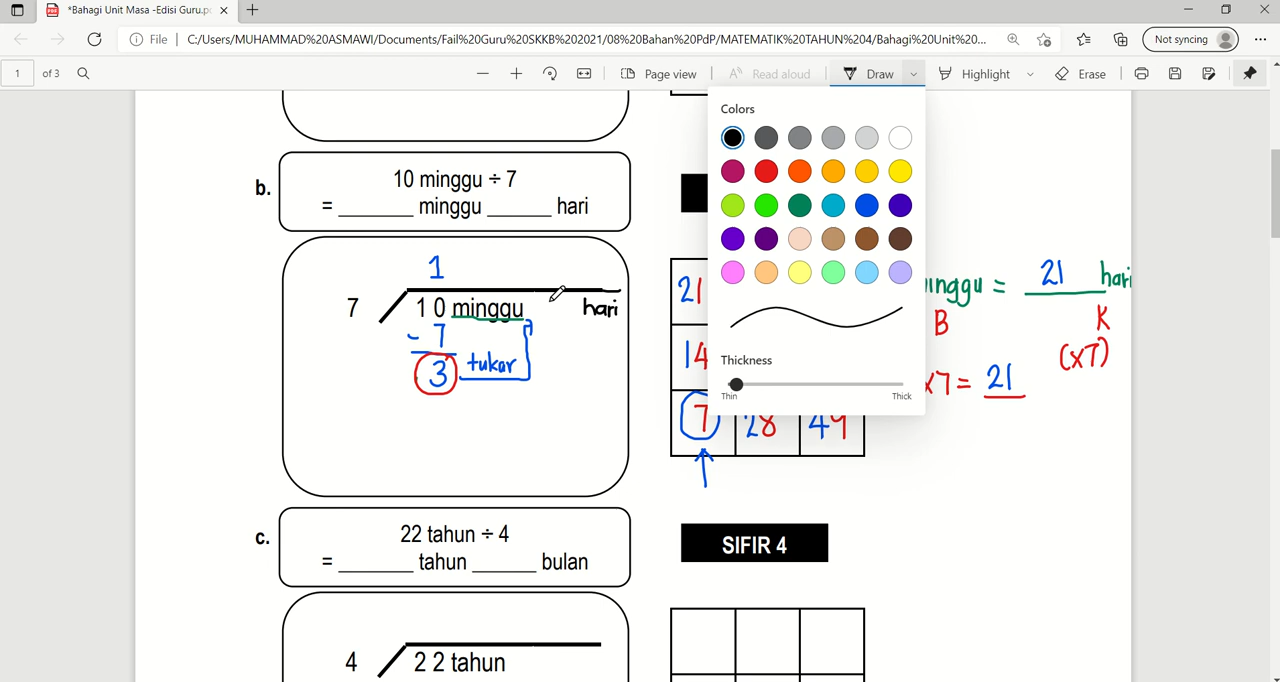 *Bahagi Unit Masa -Edisi Guru.p
File
C:/Users/MUHAMMAD%20ASMAWI/Documents/Fail%20Guru%20SKKB%202021/08%20Bahan%20PdP/MATEMATIK%20TAHUN%204/Bahagi%20Unit%20...
Not syncing
1 of 3
Page view
Read aloud
Draw
Highlight
Erase
Colors
Thickness
Thin
Thick
b.
10 minggu ÷ 7
= _______ minggu ______ hari
1
7
1 0 minggu
hari
- 7
3
tukar
21
14
7 28 49
minggu = 21 hari
B K
(x7)
x7 = 21
c.
22 tahun ÷ 4
= _______ tahun ______ bulan
SIFIR 4
4
2 2 tahun